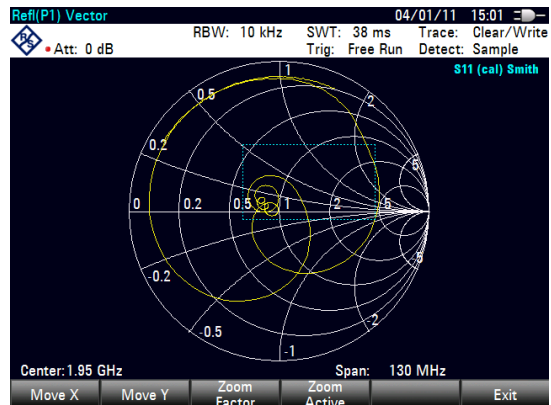 Refl(P1) Vector 04/01/11 15:01
RBW: 10 kHz SWT: 38 ms Trace: Clear/Write
Att: 0 dB Trig: Free Run Detect: Sample
S11 (cal) Smith
1
0.5 2
0.2 5
0 0.2 0.5 1 2 5
-0.2 -5
-0.5 -2
-1
Center: 1.95 GHz Span: 130 MHz
Move X Move Y Zoom Factor Zoom Active Exit